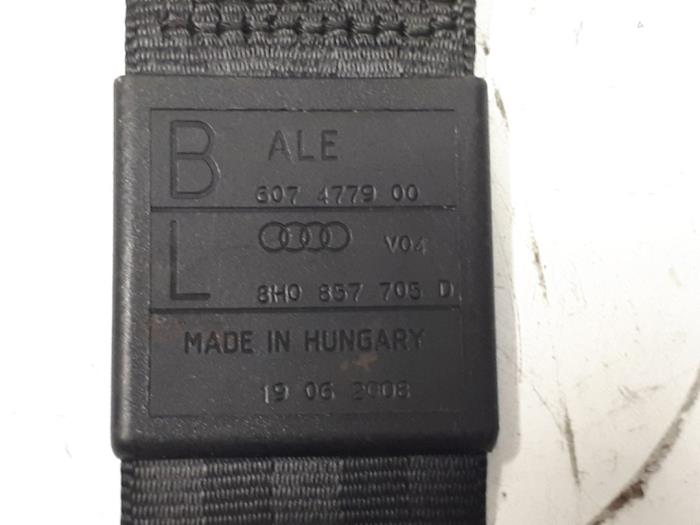 B ALE
607 4779 00
L V04
8H0 857 705 D
MADE IN HUNGARY
19 06 2008